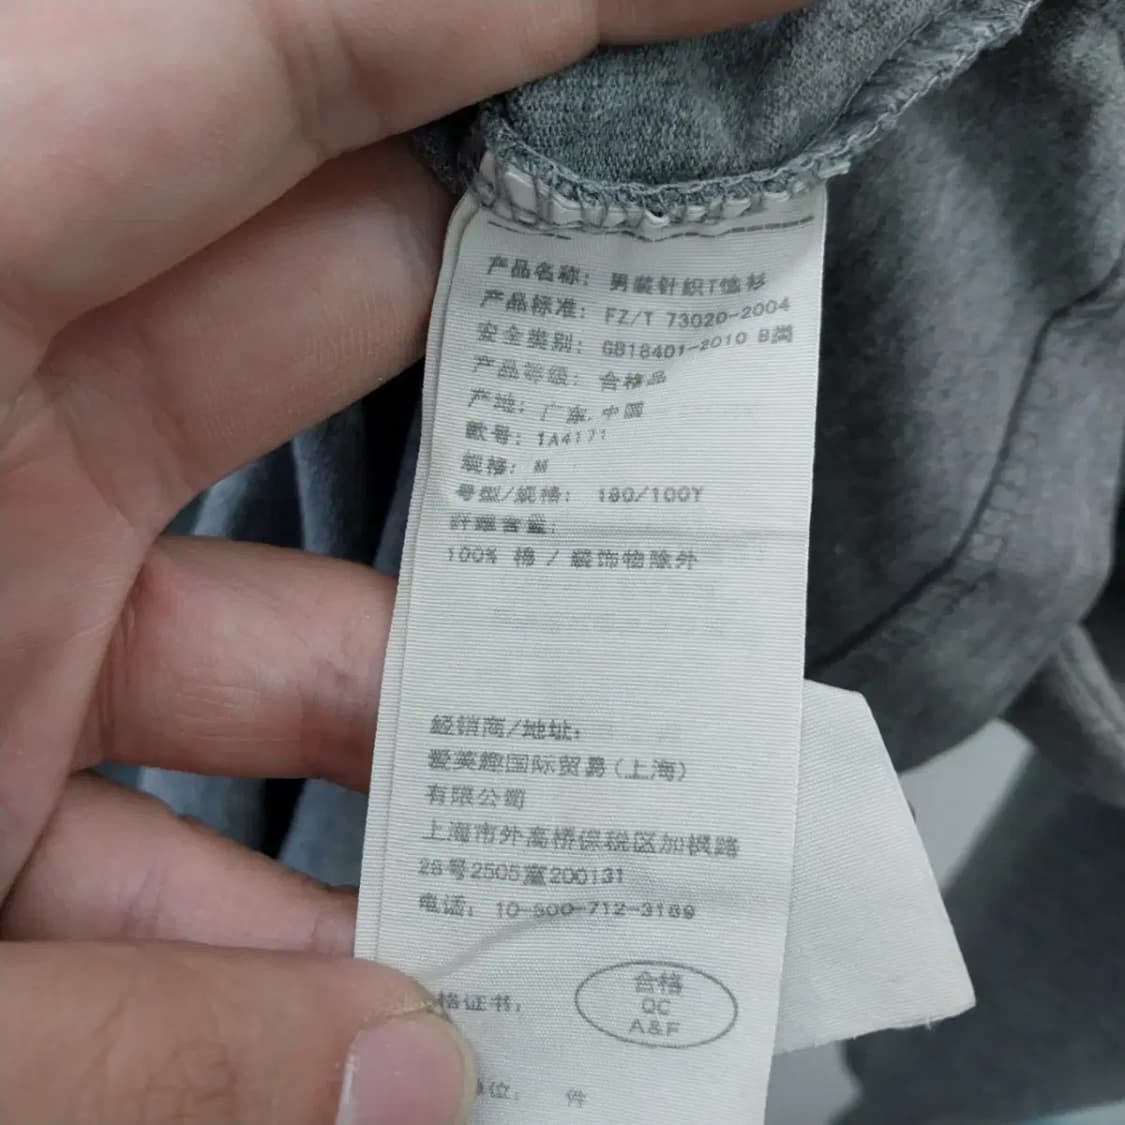 产品名称: 男装针织T恤衫
产品标准: FZ/T 73020-2004
安全类别: GB18401-2010 B类
产品等级: 合格品
产地: 广东, 中国
款号: 1A4171
规格: M
号型/规格: 180/100Y
纤维含量:
100% 棉 / 装饰物除外
经销商/地址:
爱芙趣国际贸易(上海)
有限公司
上海市外高桥保税区加枫路
28号2505室200131
电话: 10-800-712-3189
格证书:
合格
QC
A&F
单位: 件